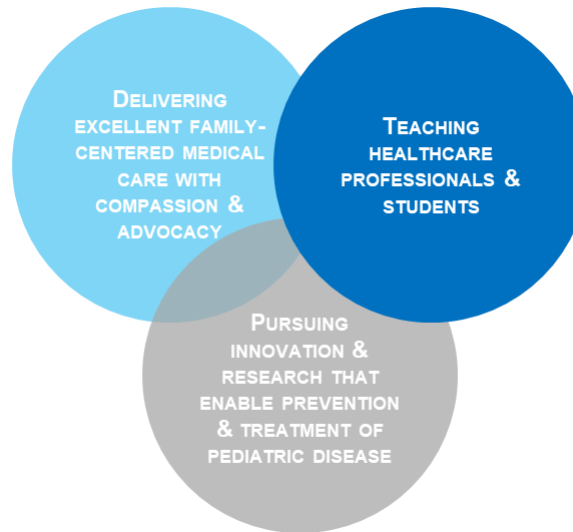 Delivering
excellent family-
centered medical
care with
compassion &
advocacy
Teaching
healthcare
professionals &
students
Pursuing
innovation &
research that
enable prevention
& treatment of
pediatric disease